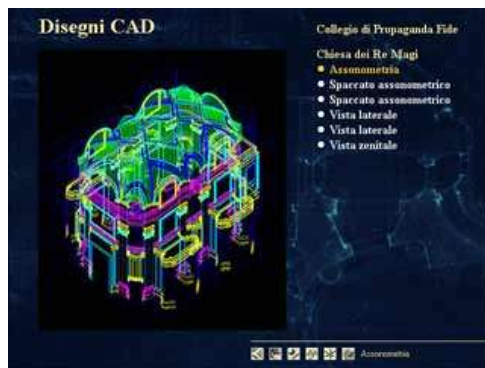 Disegni CAD
Collegio di Propaganda Fide
Chiesa dei Re Magi
Assonometria
Spaccato assonometrico
Spaccato assonometrico
Vista laterale
Vista laterale
Vista zenitale
Assonometria